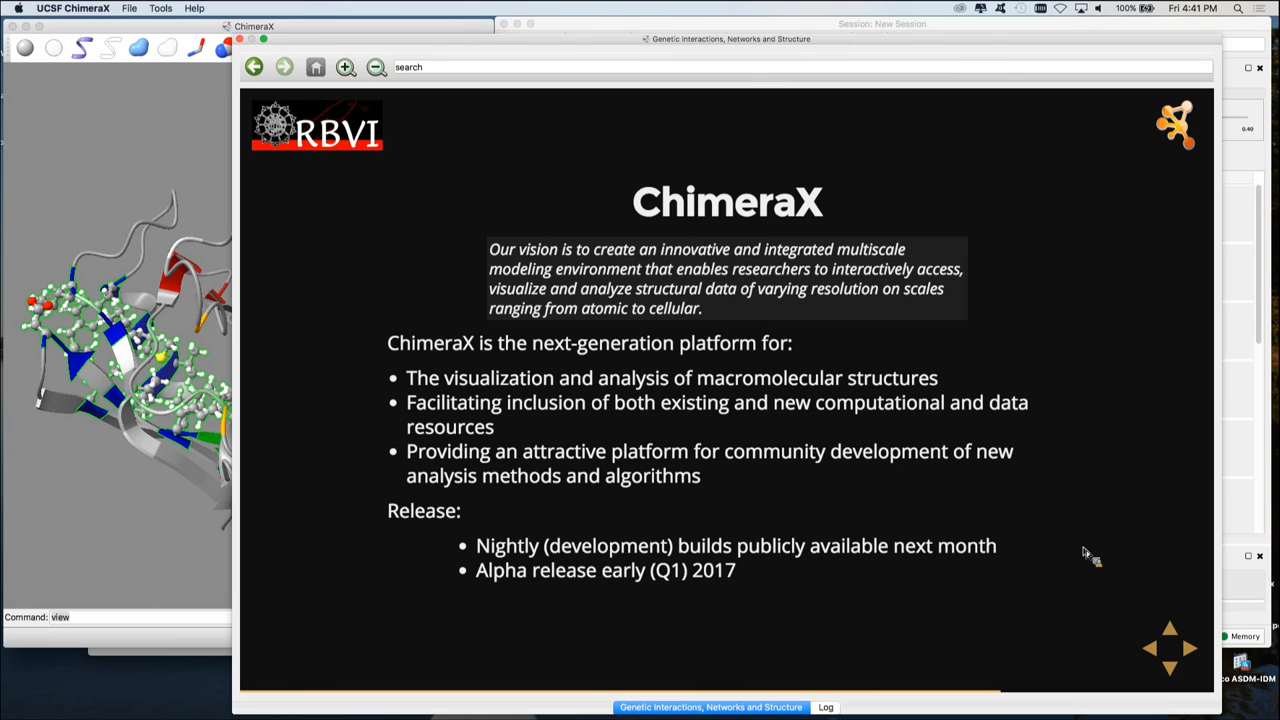 UCSF ChimeraX File Tools Help
100%
Fri 4:41 PM
ChimeraX
Session: New Session
Genetic Interactions, Networks and Structure
search
0.40
RBVI
ChimeraX
Our vision is to create an innovative and integrated multiscale
modeling environment that enables researchers to interactively access,
visualize and analyze structural data of varying resolution on scales
ranging from atomic to cellular.
ChimeraX is the next-generation platform for:
• The visualization and analysis of macromolecular structures
• Facilitating inclusion of both existing and new computational and data
resources
• Providing an attractive platform for community development of new
analysis methods and algorithms
Release:
• Nightly (development) builds publicly available next month
• Alpha release early (Q1) 2017
Command: view
Memory
co ASDM-IDM
Genetic Interactions, Networks and Structure
Log